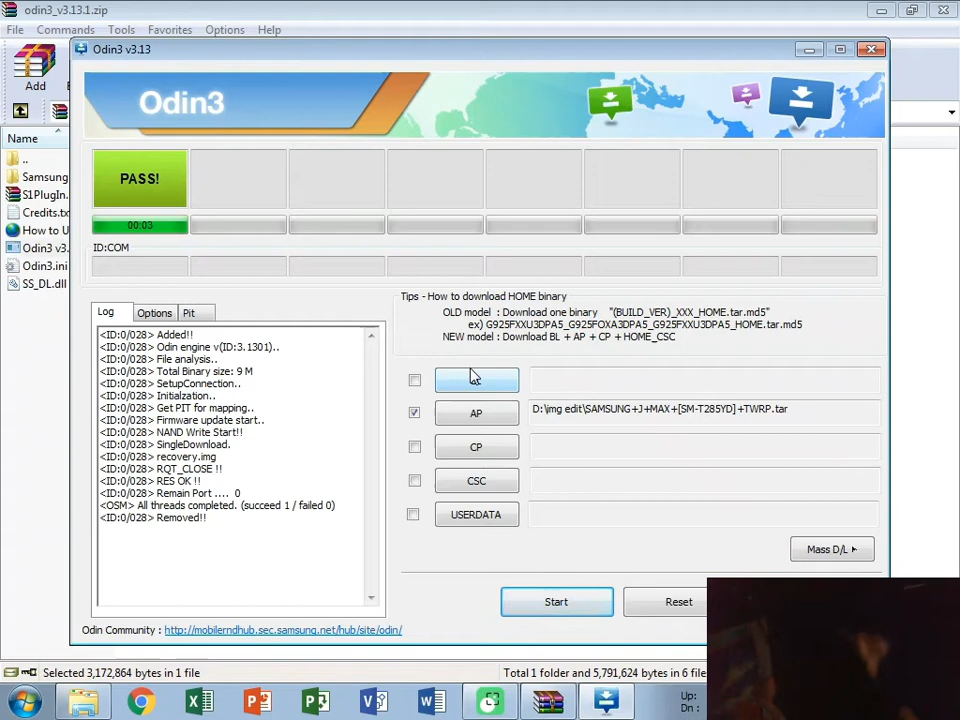 odin3_v3.13.1.zip
File Commands Tools Favorites Options Help
Odin3 v3.13
Add
Odin3
Name
PASS!
..
Samsung
S1PlugIn.
00:03
Credits.tx
How to U
Odin3 v3.
ID:COM
Odin3.ini
SS_DL.dll
Tips - How to download HOME binary
OLD model : Download one binary "(BUILD_VER)_XXX_HOME.tar.md5"
ex) G925FXXU3DPA5_G925FOXA3DPA5_G925FXXU3DPA5_HOME.tar.md5
NEW model : Download BL + AP + CP + HOME_CSC
Log Options Pit
<ID:0/028> Added!!
<ID:0/028> Odin engine v(ID:3.1301)..
<ID:0/028> File analysis..
<ID:0/028> Total Binary size: 9 M
<ID:0/028> SetupConnection..
<ID:0/028> Initialzation..
<ID:0/028> Get PIT for mapping..
<ID:0/028> Firmware update start..
<ID:0/028> NAND Write Start!!
<ID:0/028> SingleDownload.
<ID:0/028> recovery.img
<ID:0/028> RQT_CLOSE !!
<ID:0/028> RES OK !!
<ID:0/028> Remain Port .... 0
<OSM> All threads completed. (succeed 1 / failed 0)
<ID:0/028> Removed!!
AP D:\img edit\SAMSUNG+J+MAX+[SM-T285YD]+TWRP.tar
CP
CSC
USERDATA
Mass D/L
Start Reset
Odin Community : http://mobilerndhub.sec.samsung.net/hub/site/odin/
Selected 3,172,864 bytes in 1 file Total 1 folder and 5,791,624 bytes in 6 file
Up:
Dn :